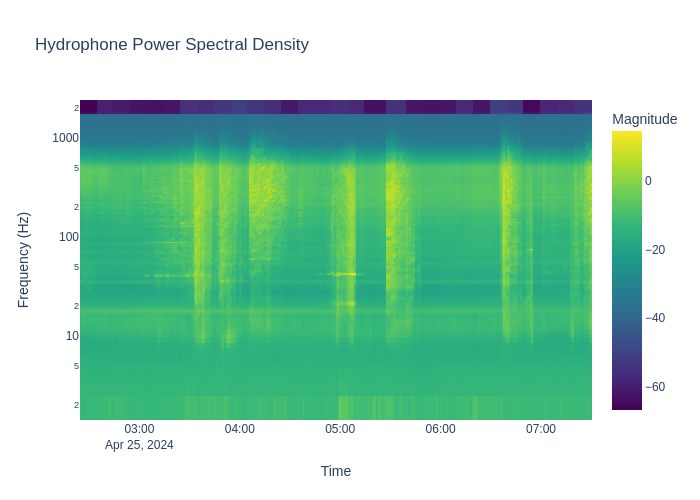 Hydrophone Power Spectral Density
Magnitude
0
−20
−40
−60
Frequency (Hz)
2
1000
5
2
100
5
2
10
5
2
03:00 04:00 05:00 06:00 07:00
Apr 25, 2024
Time